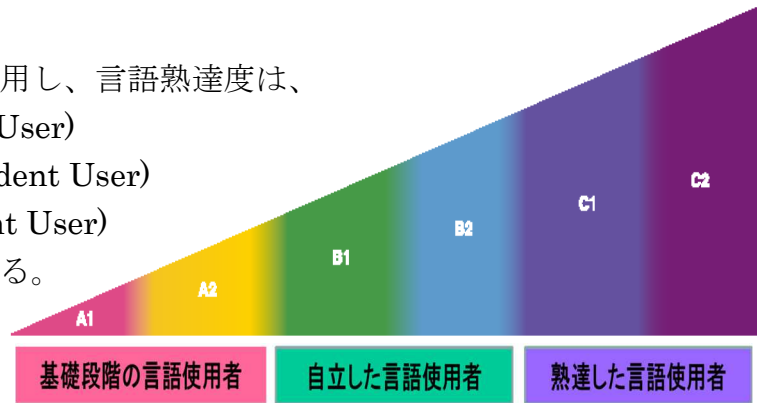 用し、言語熟達度は、
User)
dent User)
nt User)
る。
A1
A2
B1
B2
C1
C2
基礎段階の言語使用者
自立した言語使用者
熟達した言語使用者